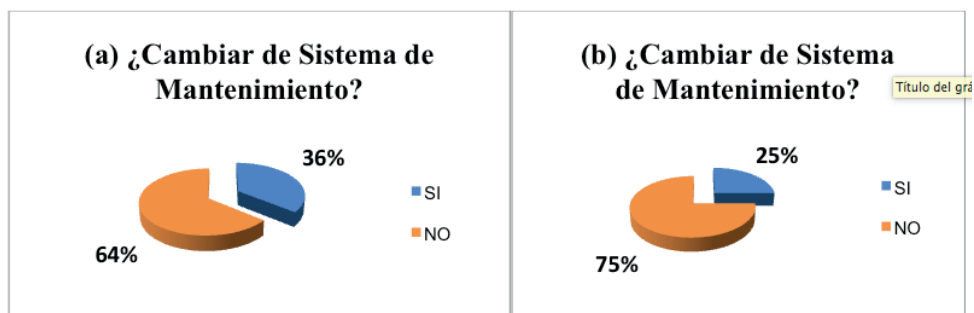 (a) ¿Cambiar de Sistema de
Mantenimiento?
36%
SI
NO
64%
(b) ¿Cambiar de Sistema
de Mantenimiento?
Título del grá
25%
SI
NO
75%